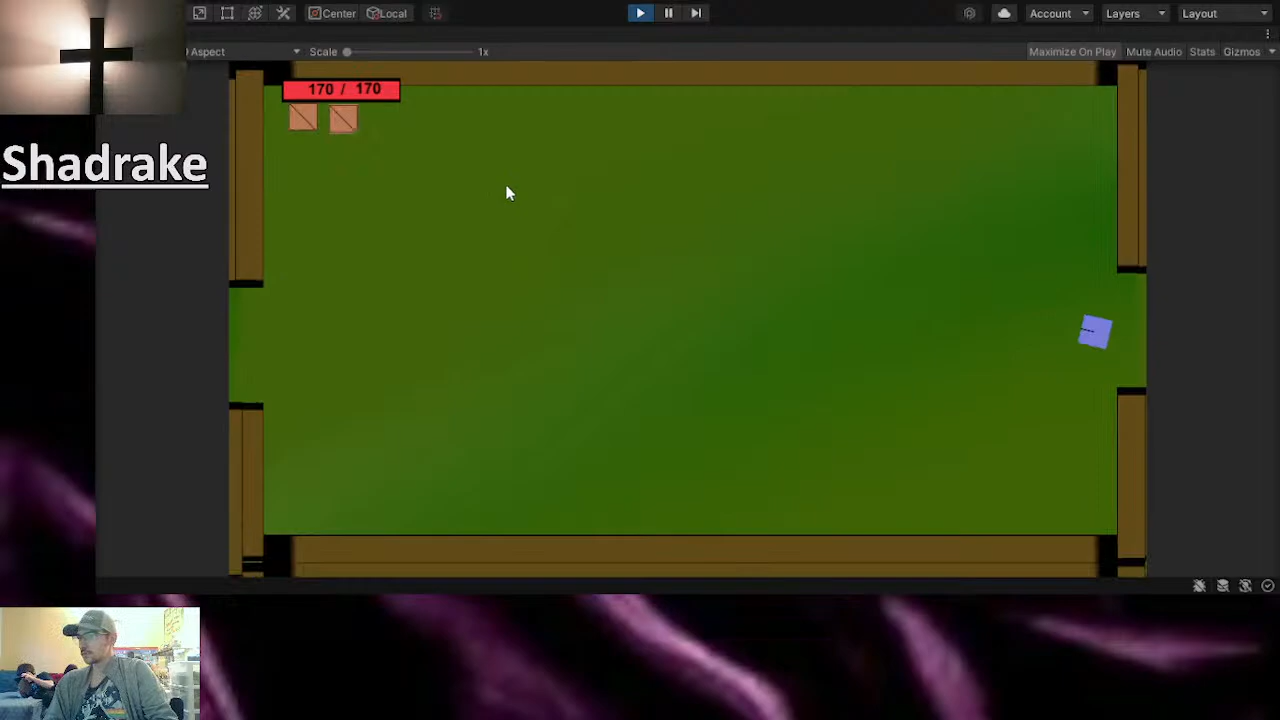 Center
Local
Account
Layers
Layout
Aspect
Scale
1x
Maximize On Play
Mute Audio
Stats
Gizmos
170 / 170
Shadrake